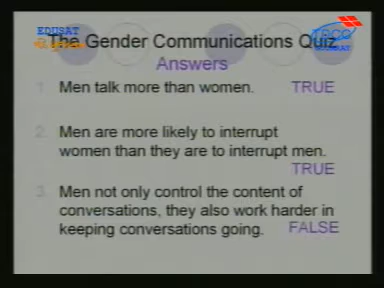 EDUSAT
The Gender Communications Quiz
Answers
1. Men talk more than women. TRUE
2. Men are more likely to interrupt
women than they are to interrupt men.
TRUE
3. Men not only control the content of
conversations, they also work harder in
keeping conversations going. FALSE